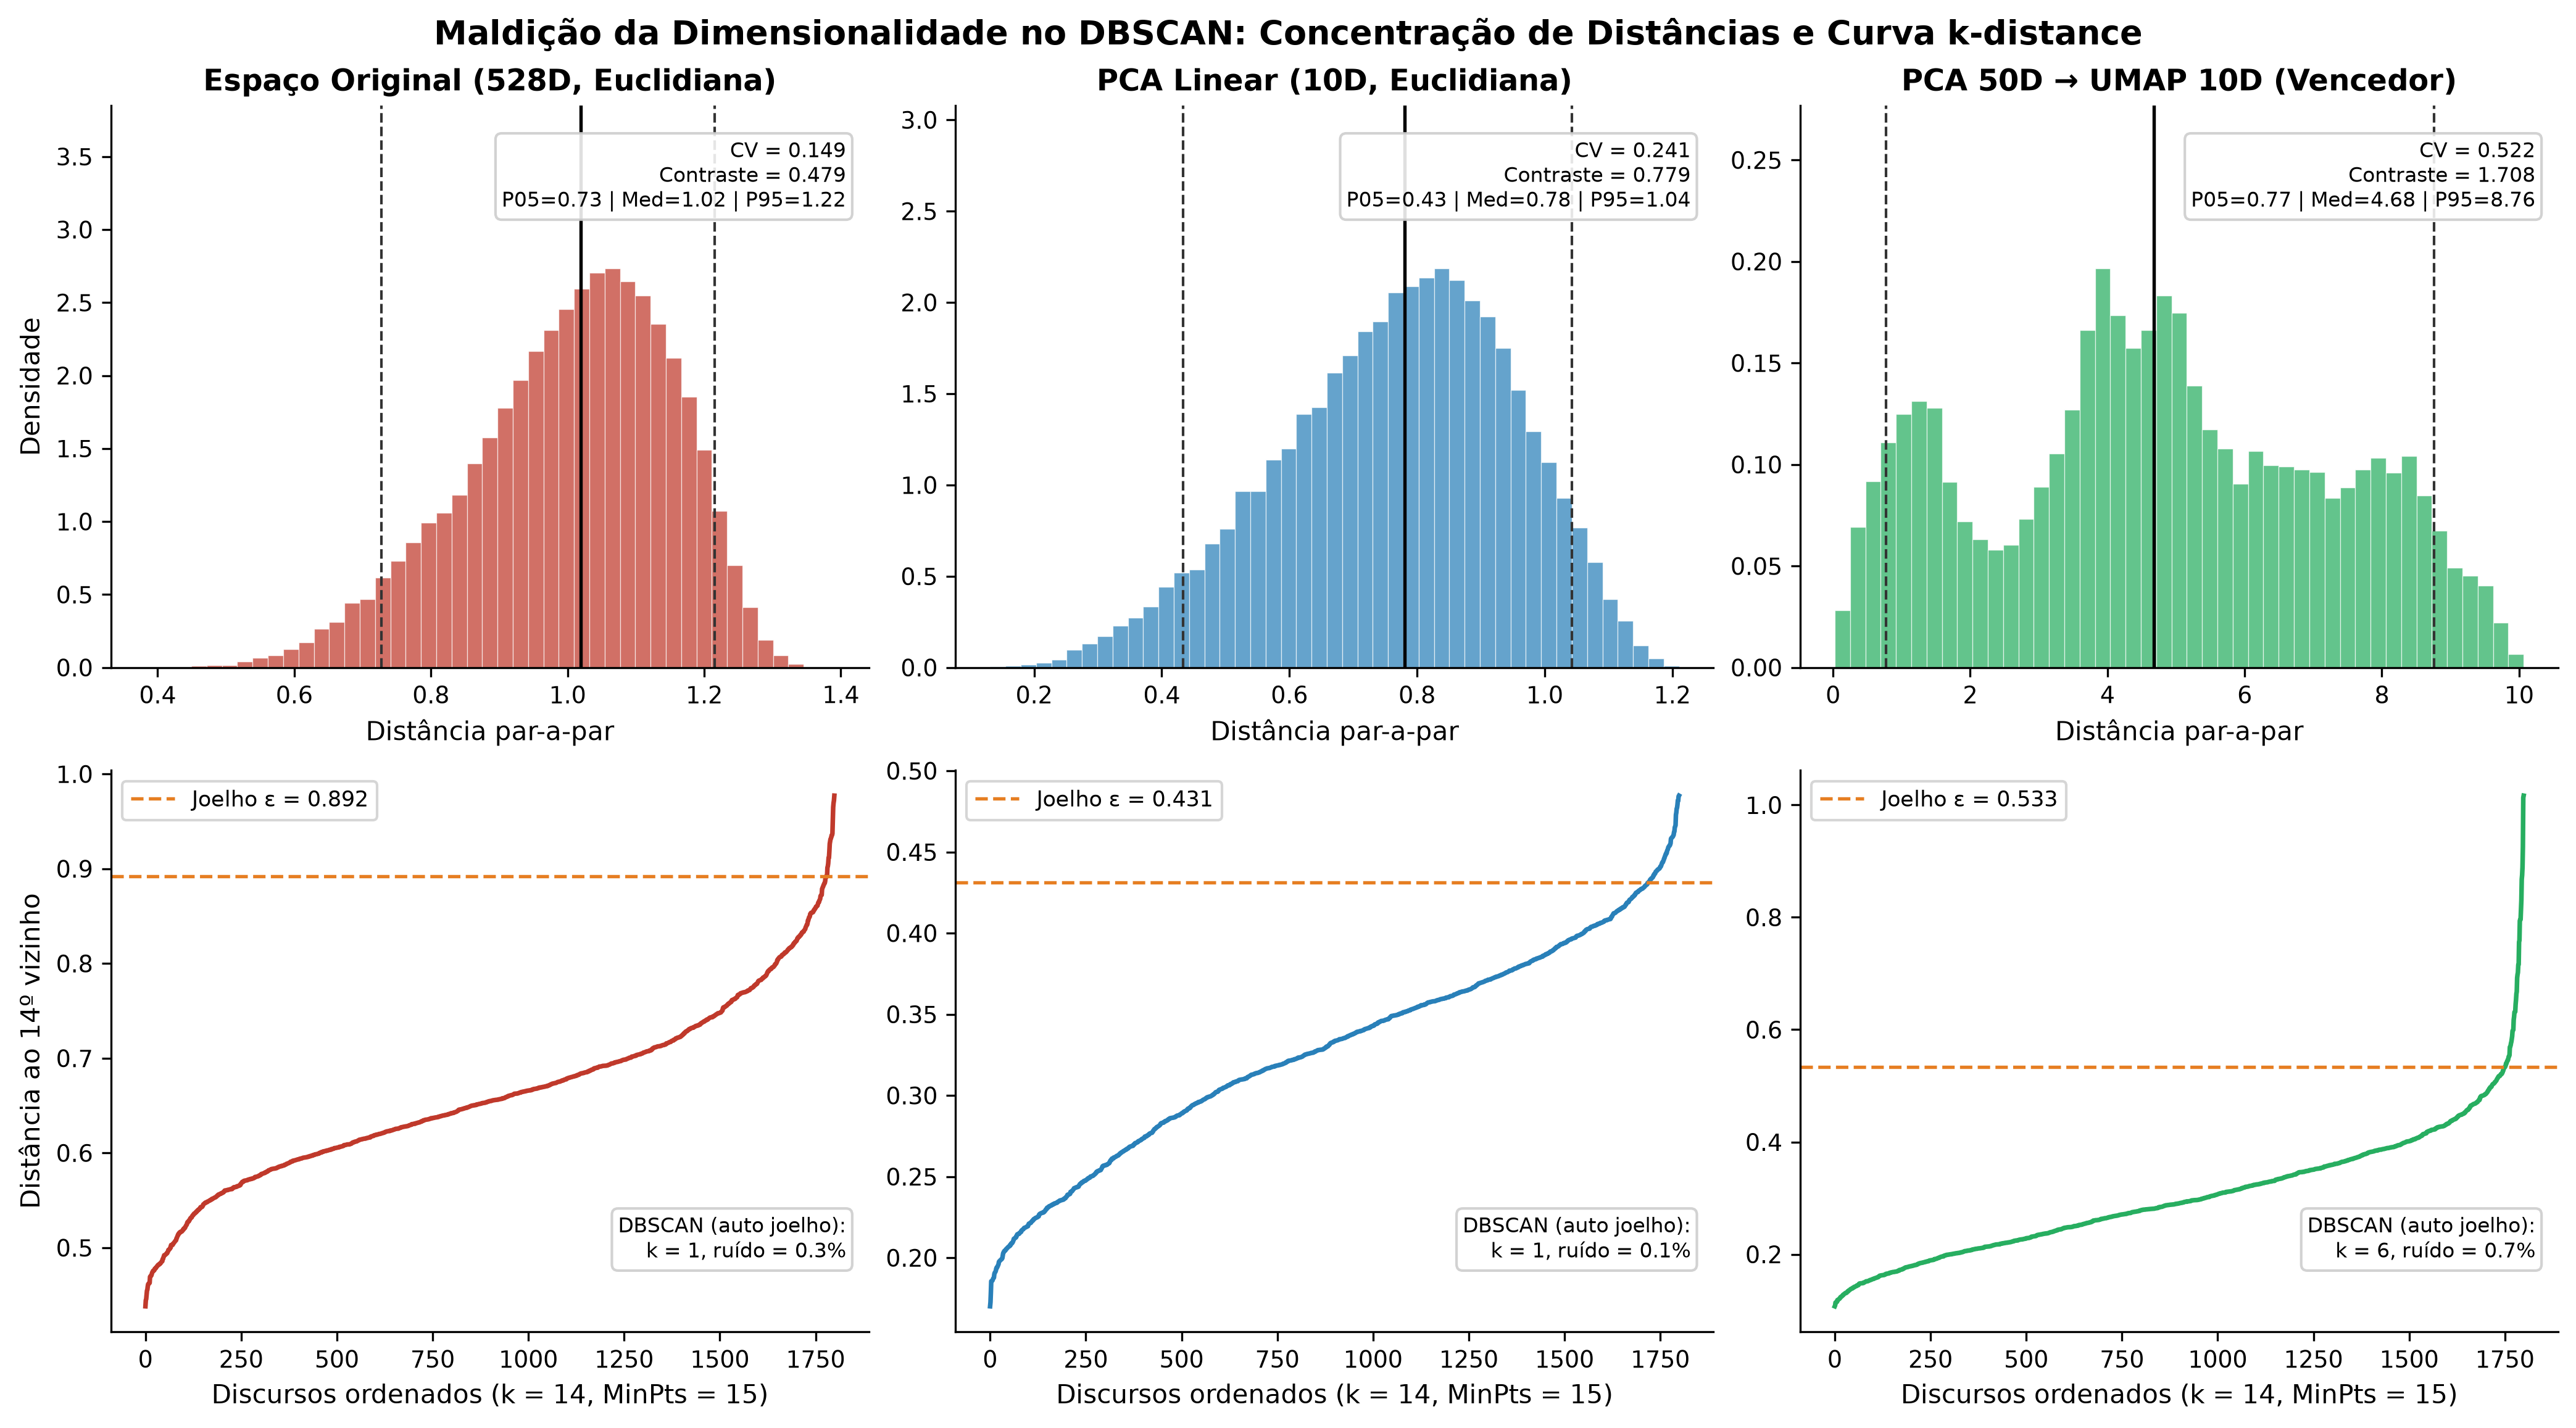 Maldição da Dimensionalidade no DBSCAN: Concentração de Distâncias e Curva k-distance
Espaço Original (528D, Euclidiana)
Densidade
3.5
3.0
2.5
2.0
1.5
1.0
0.5
0.0
CV = 0.149
Contraste = 0.479
P05=0.73 | Med=1.02 | P95=1.22
0.4 0.6 0.8 1.0 1.2 1.4
Distância par-a-par
PCA Linear (10D, Euclidiana)
3.0
2.5
2.0
1.5
1.0
0.5
0.0
CV = 0.241
Contraste = 0.779
P05=0.43 | Med=0.78 | P95=1.04
0.2 0.4 0.6 0.8 1.0 1.2
Distância par-a-par
PCA 50D → UMAP 10D (Vencedor)
0.25
0.20
0.15
0.10
0.05
0.00
CV = 0.522
Contraste = 1.708
P05=0.77 | Med=4.68 | P95=8.76
0 2 4 6 8 10
Distância par-a-par
Distância ao 14º vizinho
1.0
0.9
0.8
0.7
0.6
0.5
Joelho ε = 0.892
DBSCAN (auto joelho):
k = 1, ruído = 0.3%
0 250 500 750 1000 1250 1500 1750
Discursos ordenados (k = 14, MinPts = 15)
0.50
0.45
0.40
0.35
0.30
0.25
0.20
Joelho ε = 0.431
DBSCAN (auto joelho):
k = 1, ruído = 0.1%
0 250 500 750 1000 1250 1500 1750
Discursos ordenados (k = 14, MinPts = 15)
1.0
0.8
0.6
0.4
0.2
Joelho ε = 0.533
DBSCAN (auto joelho):
k = 6, ruído = 0.7%
0 250 500 750 1000 1250 1500 1750
Discursos ordenados (k = 14, MinPts = 15)